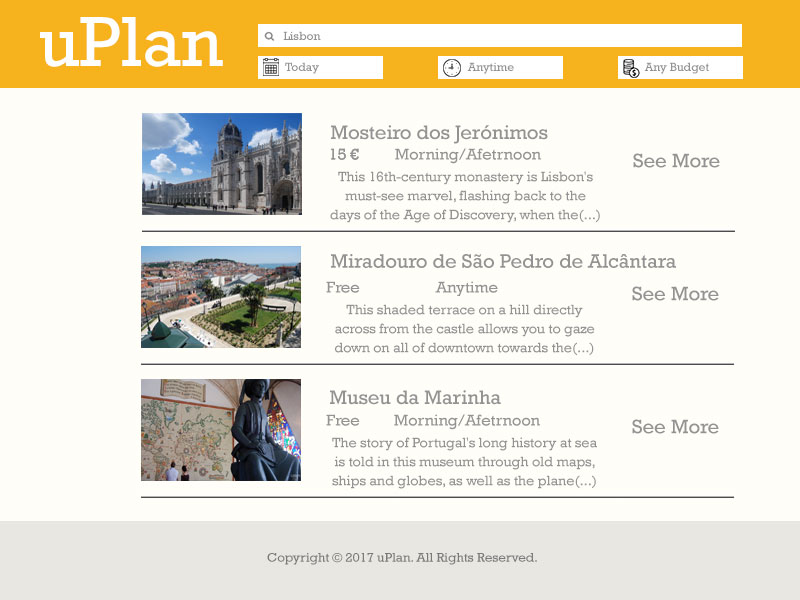 uPlan
Lisbon
Today
Anytime
Any Budget
Mosteiro dos Jerónimos
15 € Morning/Afetrnoon
See More
This 16th-century monastery is Lisbon's
must-see marvel, flashing back to the
days of the Age of Discovery, when the(...)
Miradouro de São Pedro de Alcântara
Free Anytime
See More
This shaded terrace on a hill directly
across from the castle allows you to gaze
down on all of downtown towards the(...)
Museu da Marinha
Free Morning/Afetrnoon
See More
The story of Portugal's long history at sea
is told in this museum through old maps,
ships and globes, as well as the plane(...)
Copyright © 2017 uPlan. All Rights Reserved.